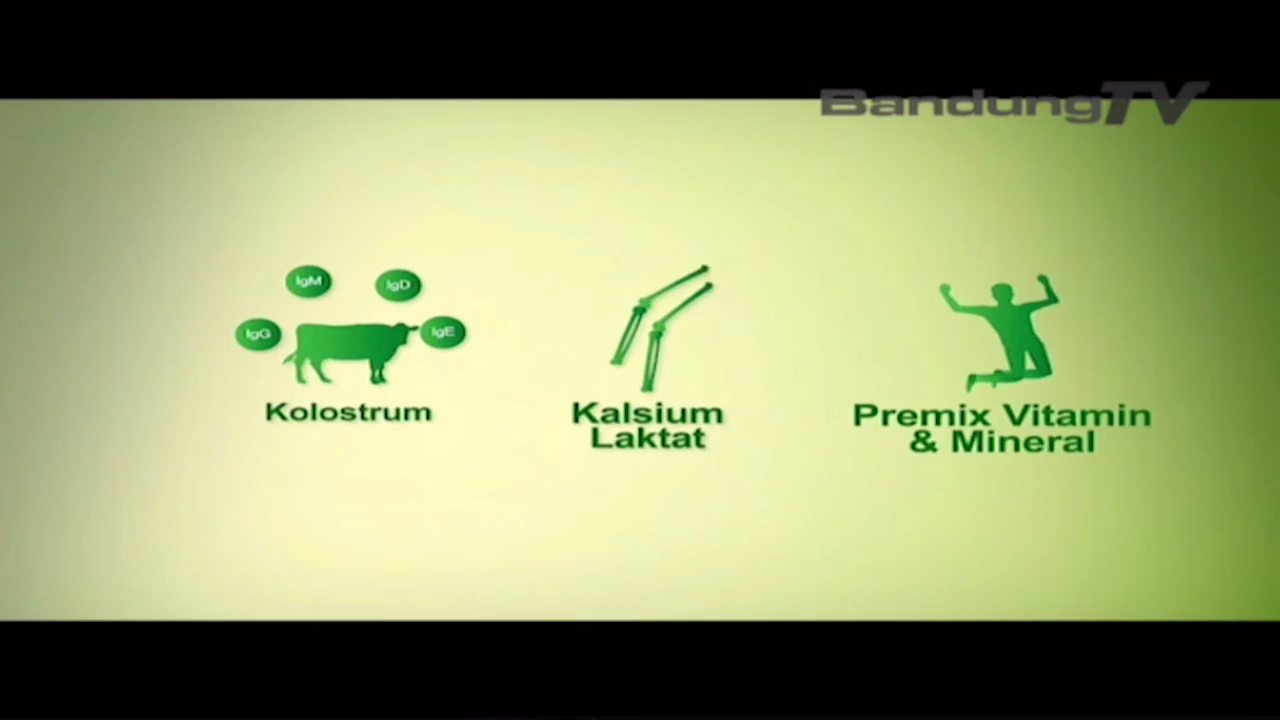 BandungTV
IgM
IgD
IgG
IgE
Kolostrum
Kalsium
Laktat
Premix Vitamin
& Mineral